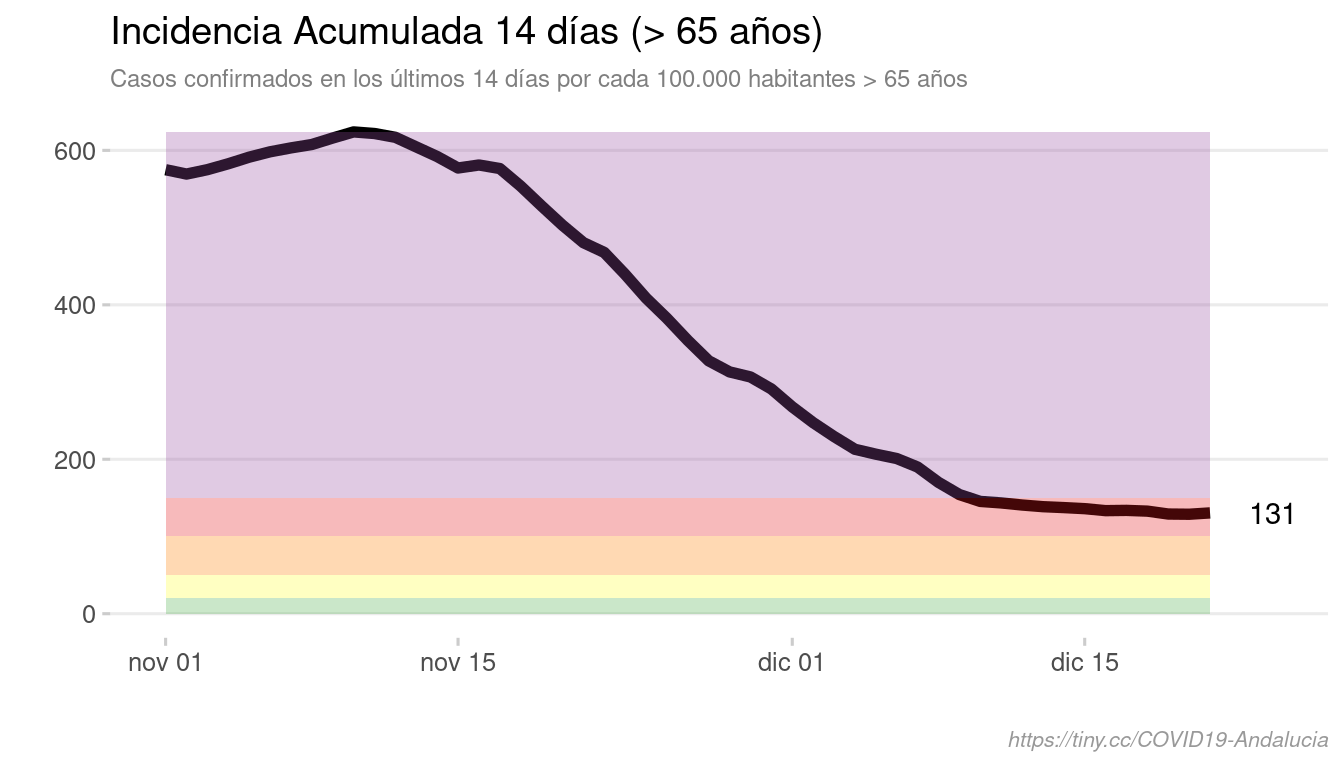 Incidencia Acumulada 14 días (> 65 años)
Casos confirmados en los últimos 14 días por cada 100.000 habitantes > 65 años
600
400
200
0
131
nov 01
nov 15
dic 01
dic 15
https://tiny.cc/COVID19-Andalucia